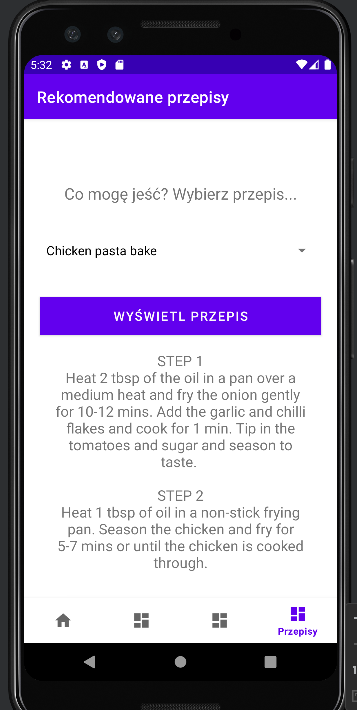 5:32
Rekomendowane przepisy
Co mogę jeść? Wybierz przepis...
Chicken pasta bake
WYŚWIETL PRZEPIS
STEP 1
Heat 2 tbsp of the oil in a pan over a
medium heat and fry the onion gently
for 10-12 mins. Add the garlic and chilli
flakes and cook for 1 min. Tip in the
tomatoes and sugar and season to
taste.
STEP 2
Heat 1 tbsp of oil in a non-stick frying
pan. Season the chicken and fry for
5-7 mins or until the chicken is cooked
through.
Przepisy